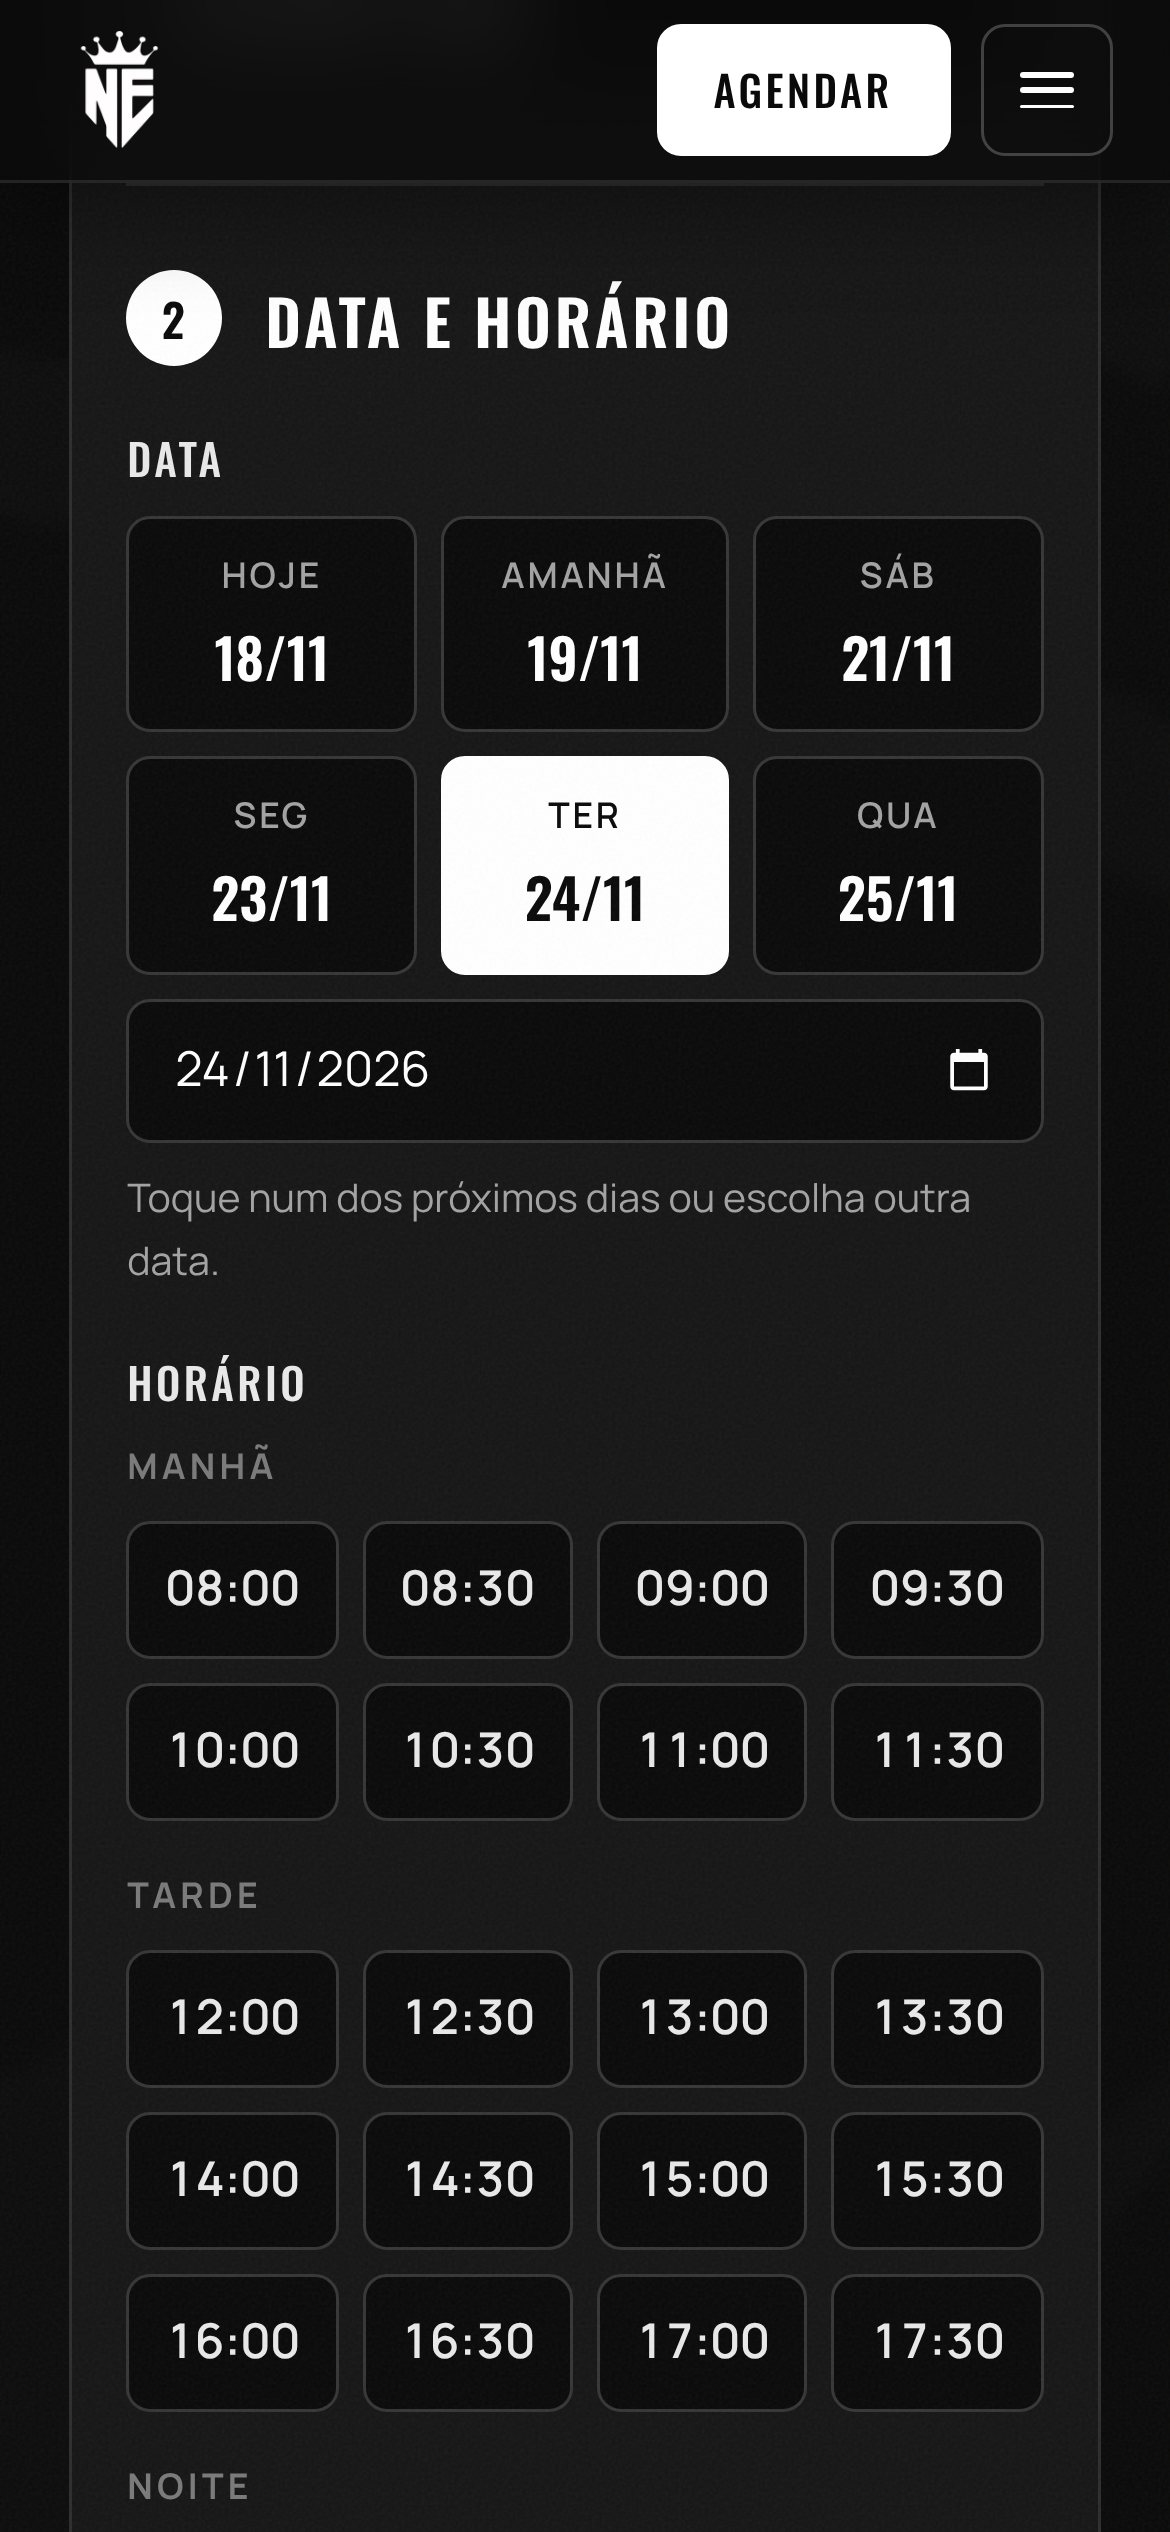 NE
AGENDAR
2 DATA E HORÁRIO
DATA
HOJE AMANHÃ SÁB
18/11 19/11 21/11
SEG TER QUA
23/11 24/11 25/11
24/11/2026
Toque num dos próximos dias ou escolha outra
data.
HORÁRIO
MANHÃ
08:00 08:30 09:00 09:30
10:00 10:30 11:00 11:30
TARDE
12:00 12:30 13:00 13:30
14:00 14:30 15:00 15:30
16:00 16:30 17:00 17:30
NOITE